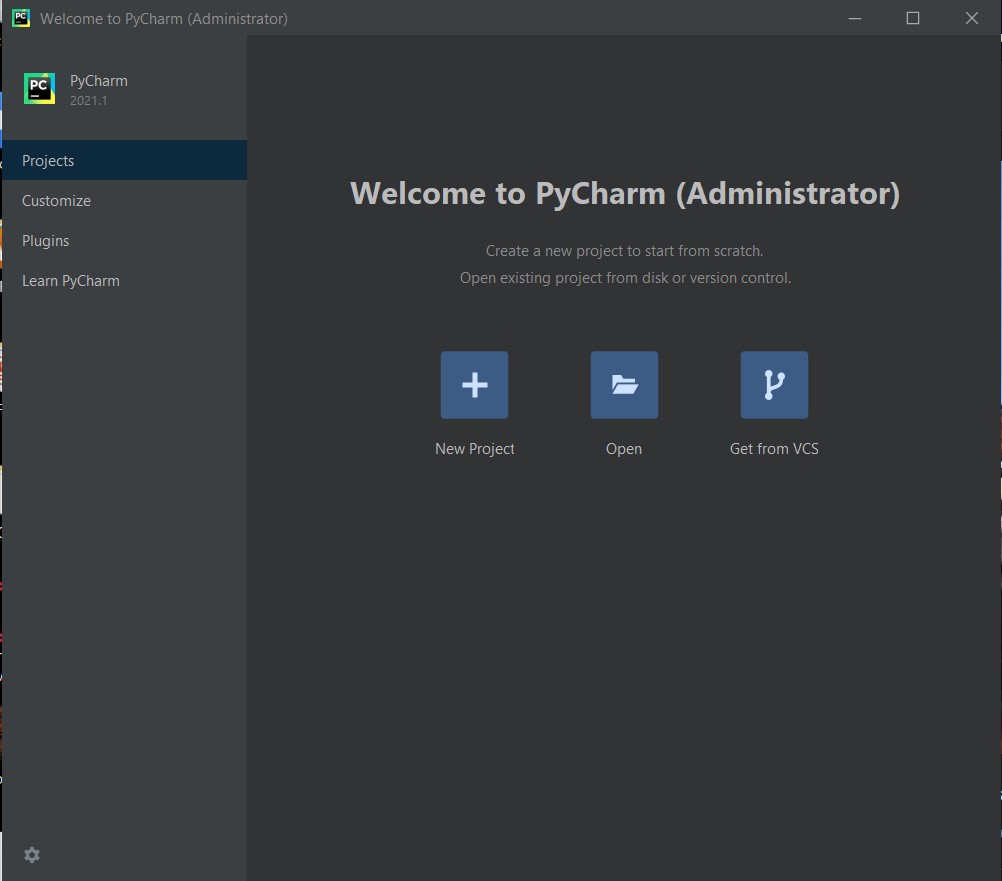 Welcome to PyCharm (Administrator)
PC
PyCharm
2021.1
Projects
Customize
Plugins
Learn PyCharm
Welcome to PyCharm (Administrator)
Create a new project to start from scratch.
Open existing project from disk or version control.
New Project
Open
Get from VCS